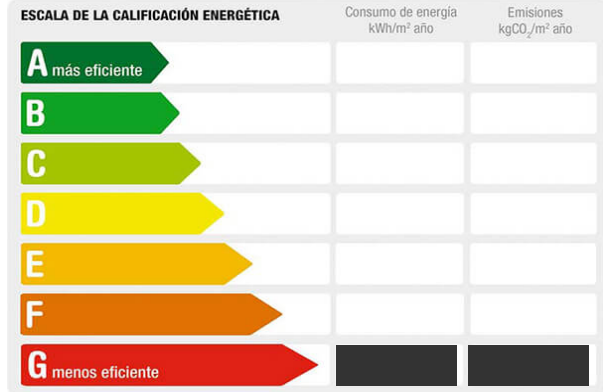 ESCALA DE LA CALIFICACIÓN ENERGÉTICA
Consumo de energía
kWh/m² año
Emisiones
kgCO₂/m² año
A más eficiente
B
C
D
E
F
G menos eficiente